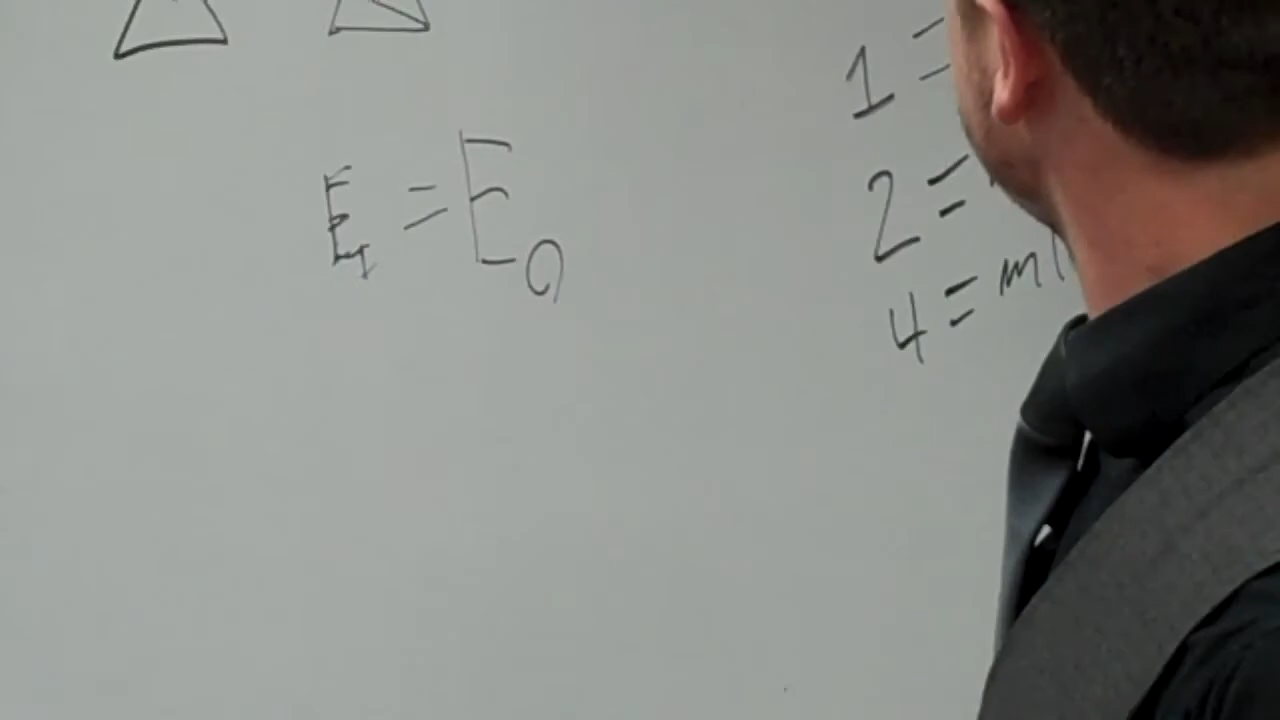 1 =
E₁ = E₀
2 =
4 = m